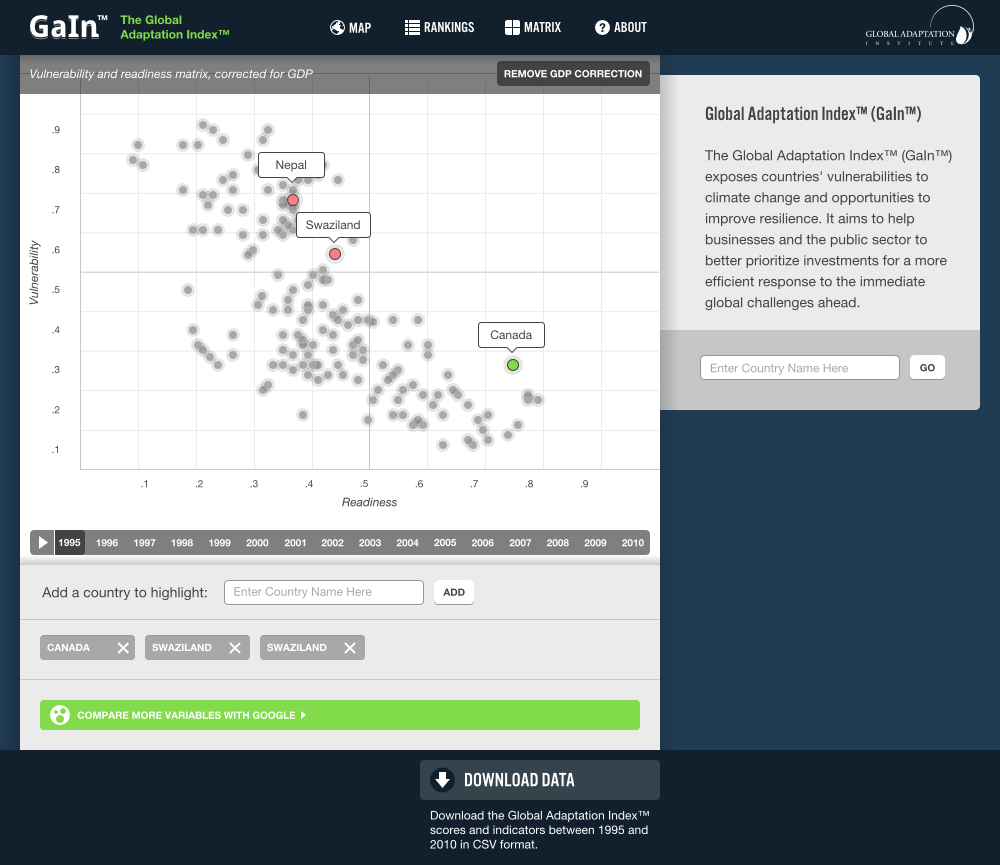 GaIn™
The Global
Adaptation Index™
MAP
RANKINGS
MATRIX
? ABOUT
GLOBAL ADAPTATION
INSTITUTE
Vulnerability and readiness matrix, corrected for GDP
REMOVE GDP CORRECTION
.9
.8
.7
.6
.5
.4
.3
.2
.1
Vulnerability
Nepal
Swaziland
Canada
.1 .2 .3 .4 .5 .6 .7 .8 .9
Readiness
1995 1996 1997 1998 1999 2000 2001 2002 2003 2004 2005 2006 2007 2008 2009 2010
Add a country to highlight:
Enter Country Name Here
ADD
CANADA
SWAZILAND
SWAZILAND
COMPARE MORE VARIABLES WITH GOOGLE
Global Adaptation Index™ (GaIn™)
The Global Adaptation Index™ (GaIn™)
exposes countries' vulnerabilities to
climate change and opportunities to
improve resilience. It aims to help
businesses and the public sector to
better prioritize investments for a more
efficient response to the immediate
global challenges ahead.
Enter Country Name Here
GO
DOWNLOAD DATA
Download the Global Adaptation Index™
scores and indicators between 1995 and
2010 in CSV format.